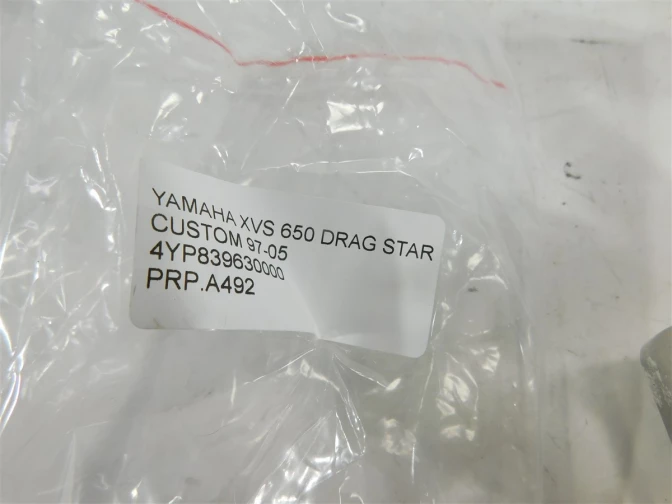 YAMAHA XVS 650 DRAG STAR
CUSTOM 97-05
4YP839630000
PRP.A492